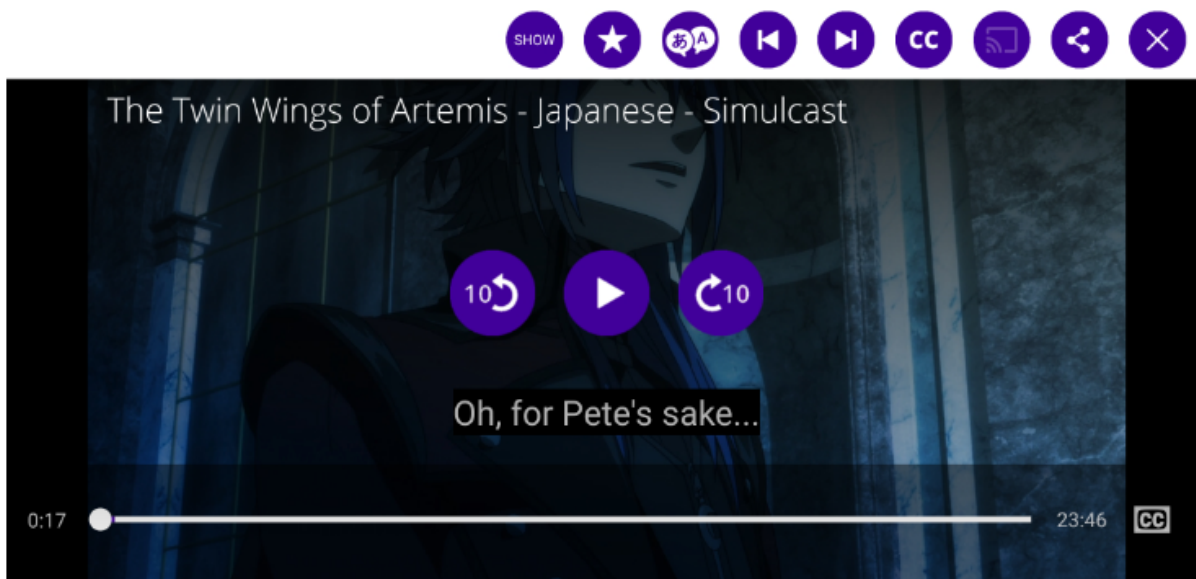 SHOW
あ A
CC
The Twin Wings of Artemis - Japanese - Simulcast
10 10
Oh, for Pete's sake...
0:17 23:46 CC